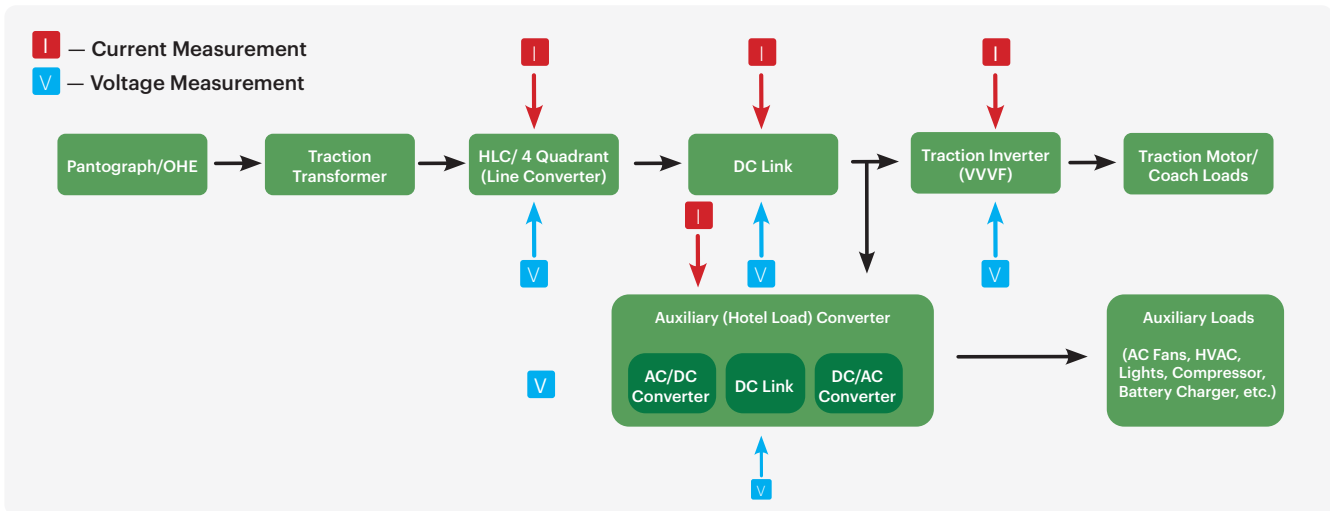 I — Current Measurement
V — Voltage Measurement
I
I
I
Pantograph/OHE
Traction
Transformer
HLC/ 4 Quadrant
(Line Converter)
DC Link
Traction Inverter
(VVVF)
Traction Motor/
Coach Loads
I
V
V
V
Auxiliary (Hotel Load) Converter
AC/DC
Converter
DC Link
DC/AC
Converter
Auxiliary Loads
(AC Fans, HVAC,
Lights, Compressor,
Battery Charger, etc.)
V
V